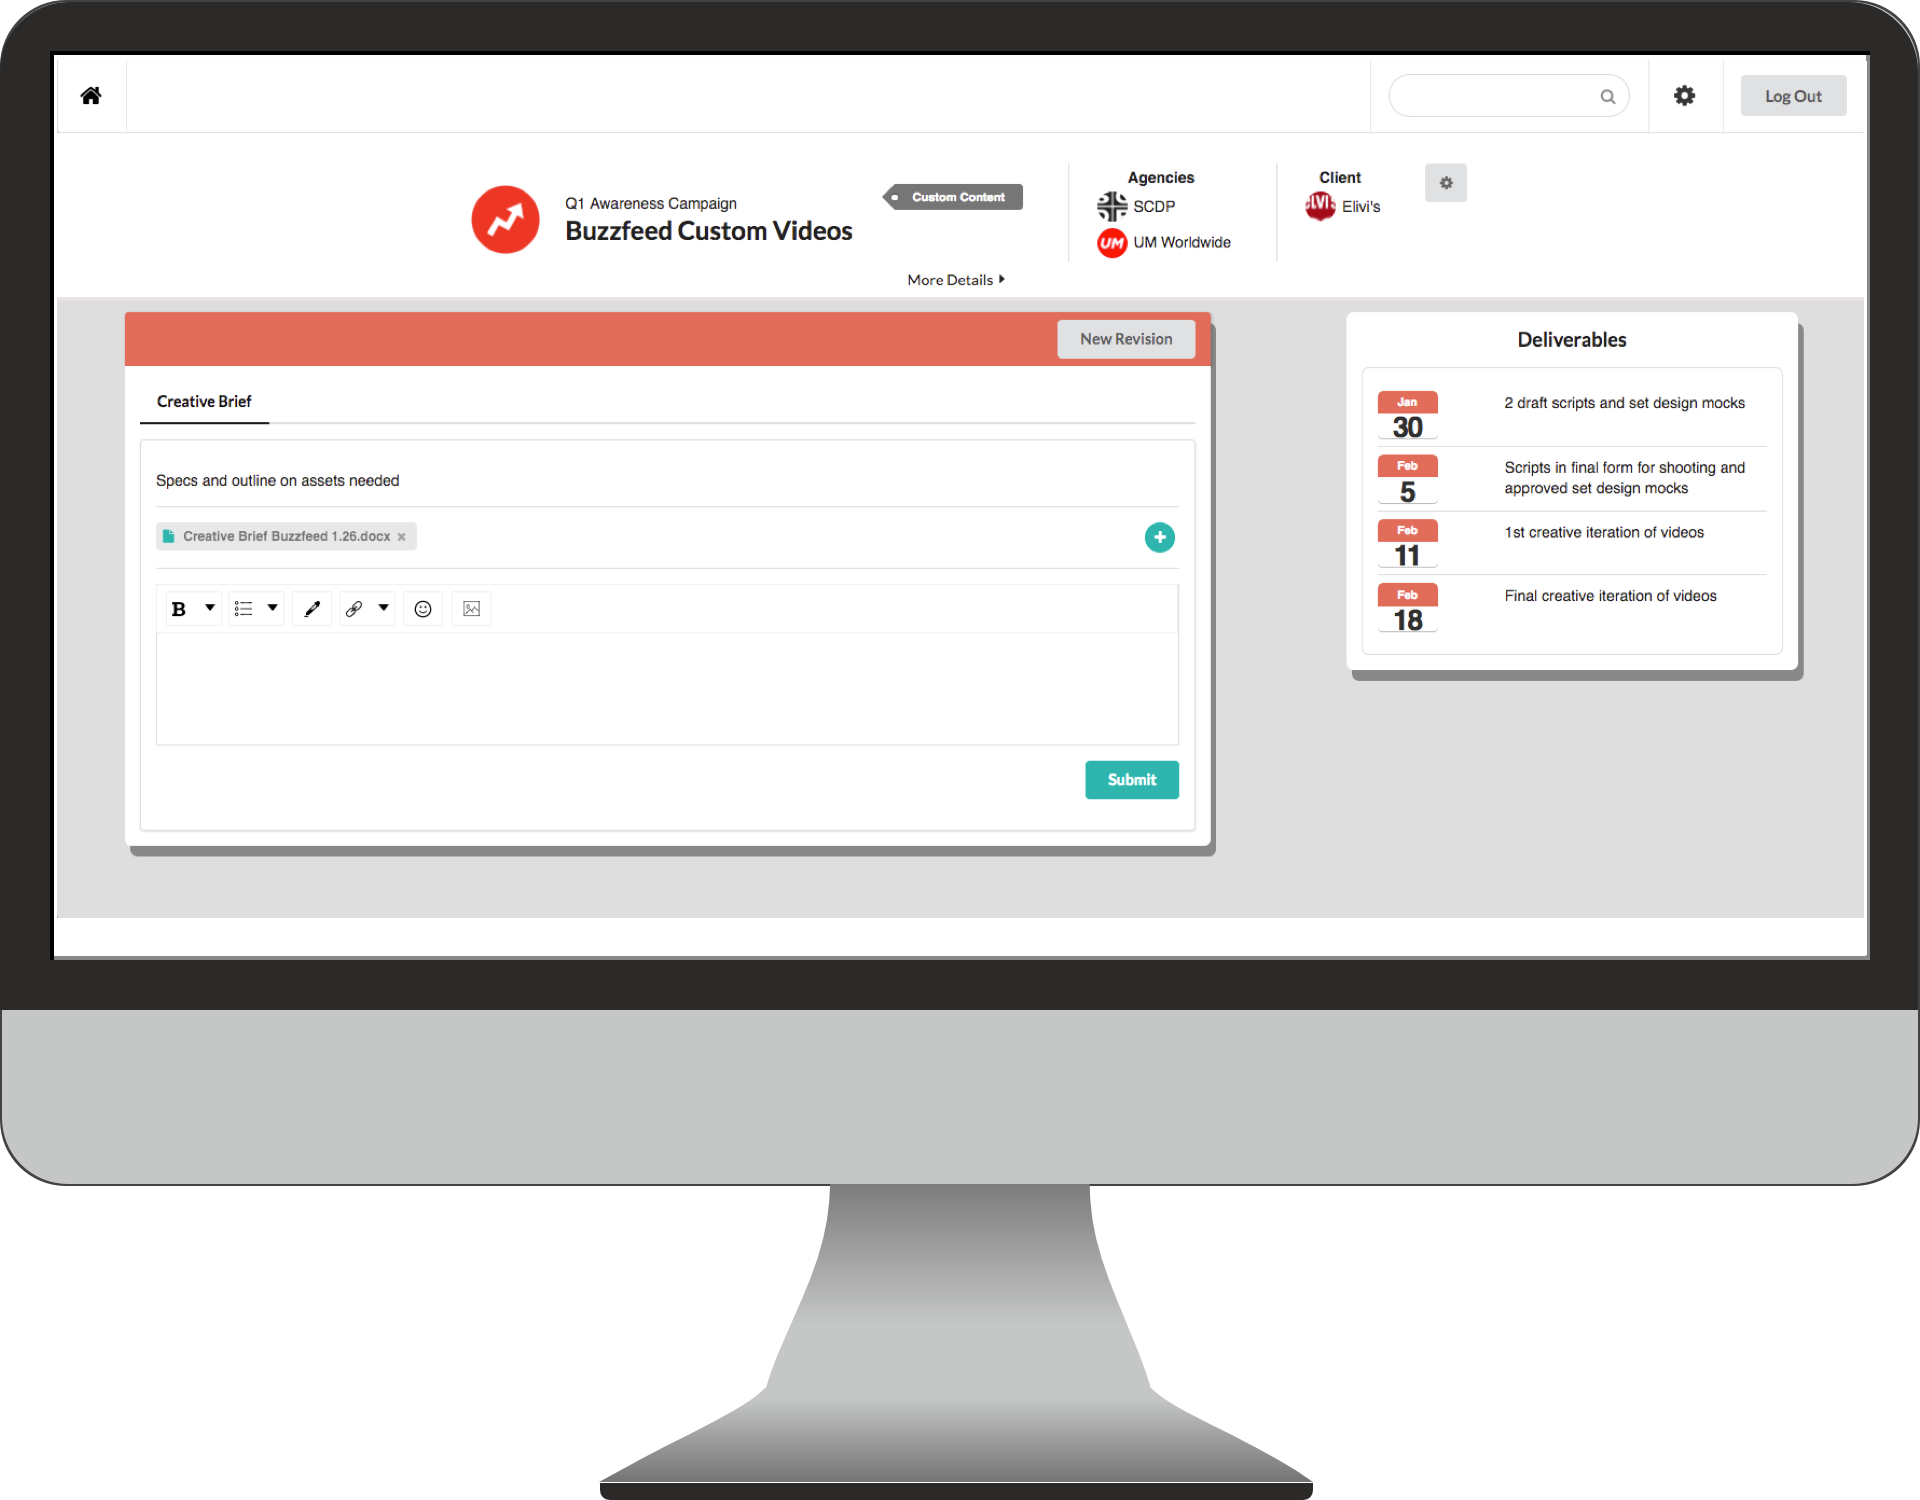 Log Out
Q1 Awareness Campaign
Buzzfeed Custom Videos
Custom Content
More Details
Agencies
SCDP
UM
UM Worldwide
Client
LVI
Elivi's
New Revision
Creative Brief
Specs and outline on assets needed
Creative Brief Buzzfeed 1.26.docx
B
Submit
Deliverables
Jan
30
2 draft scripts and set design mocks
Feb
5
Scripts in final form for shooting and
approved set design mocks
Feb
11
1st creative iteration of videos
Feb
18
Final creative iteration of videos